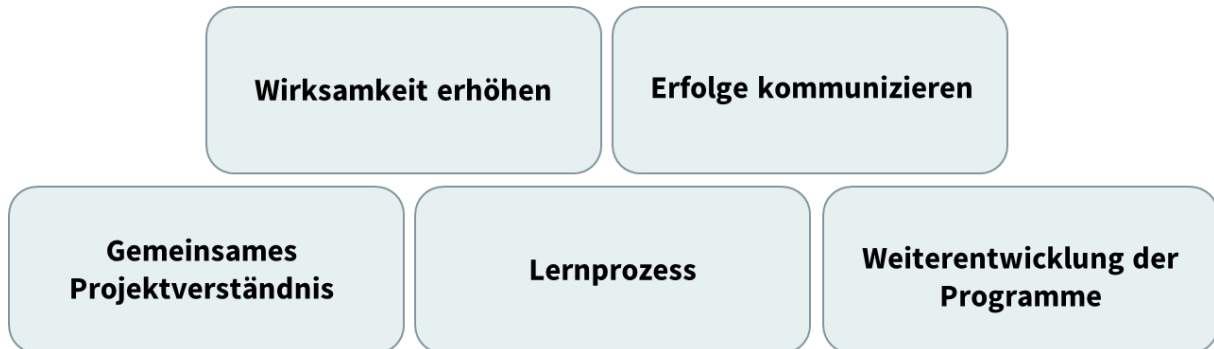 Wirksamkeit erhöhen
Erfolge kommunizieren
Gemeinsames
Projektverständnis
Lernprozess
Weiterentwicklung der
Programme